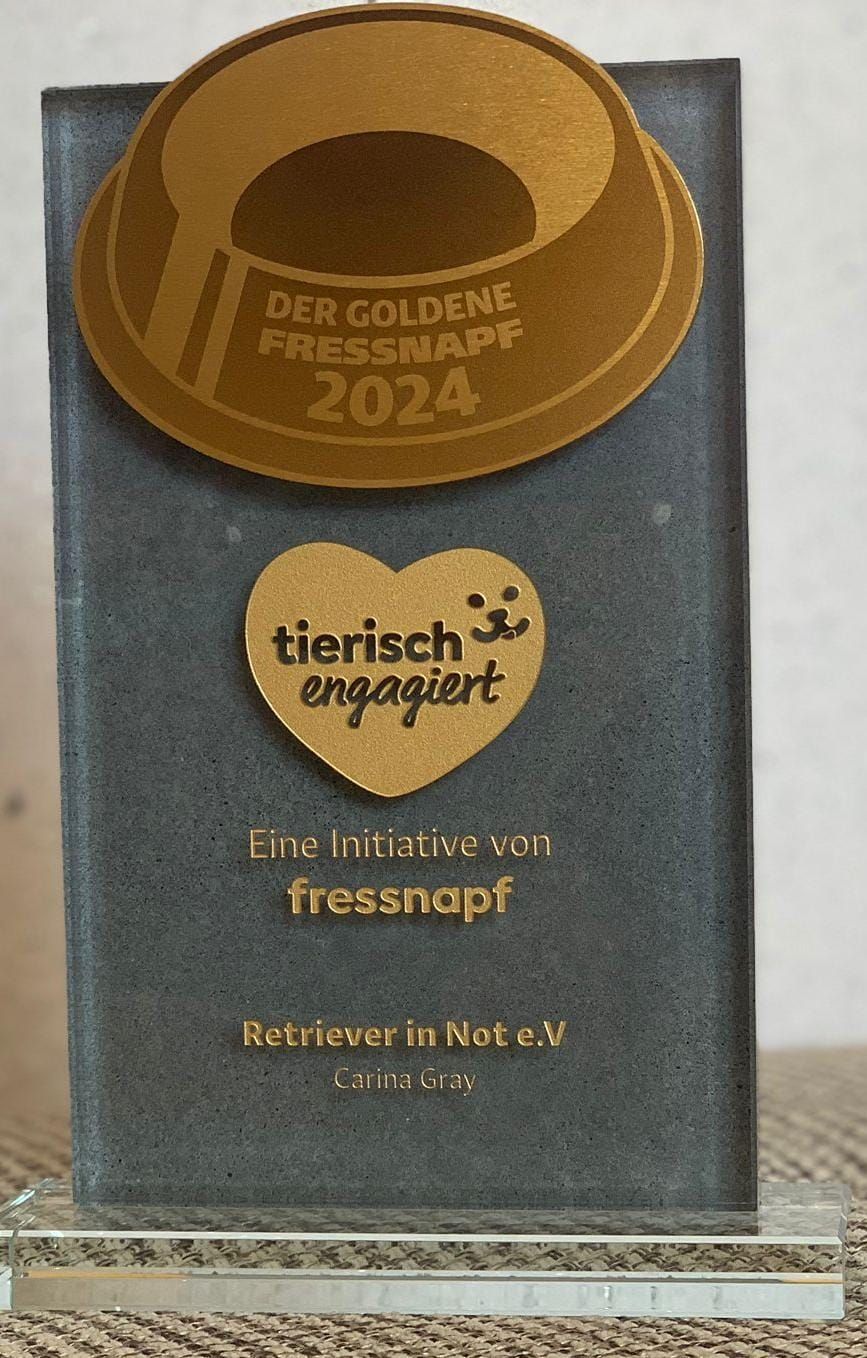 DER GOLDENE
FRESSNAPF
2024
tierisch
engagiert
Eine Initiative von
fressnapf
Retriever in Not e.V
Carina Gray